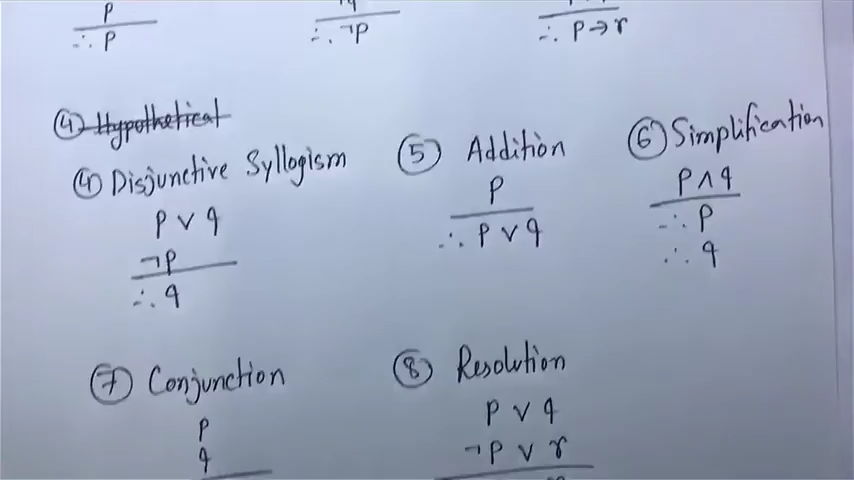 p
∴ p
∴ ¬p
∴ p → r
④ Hypothetical
④ Disjunctive Syllogism
p ∨ q
¬p
∴ q
⑤ Addition
p
∴ p ∨ q
⑥ Simplification
p ∧ q
∴ p
∴ q
⑦ Conjunction
p
q
⑧ Resolution
p ∨ q
¬p ∨ r